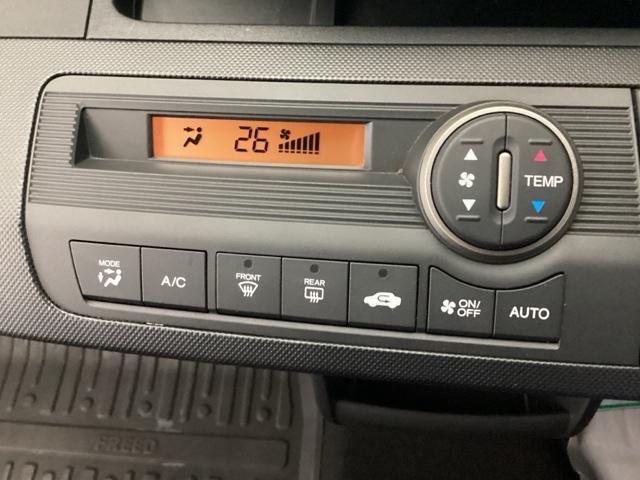 26
TEMP
MODE
A/C
FRONT
REAR
ON/
OFF
AUTO
FREED